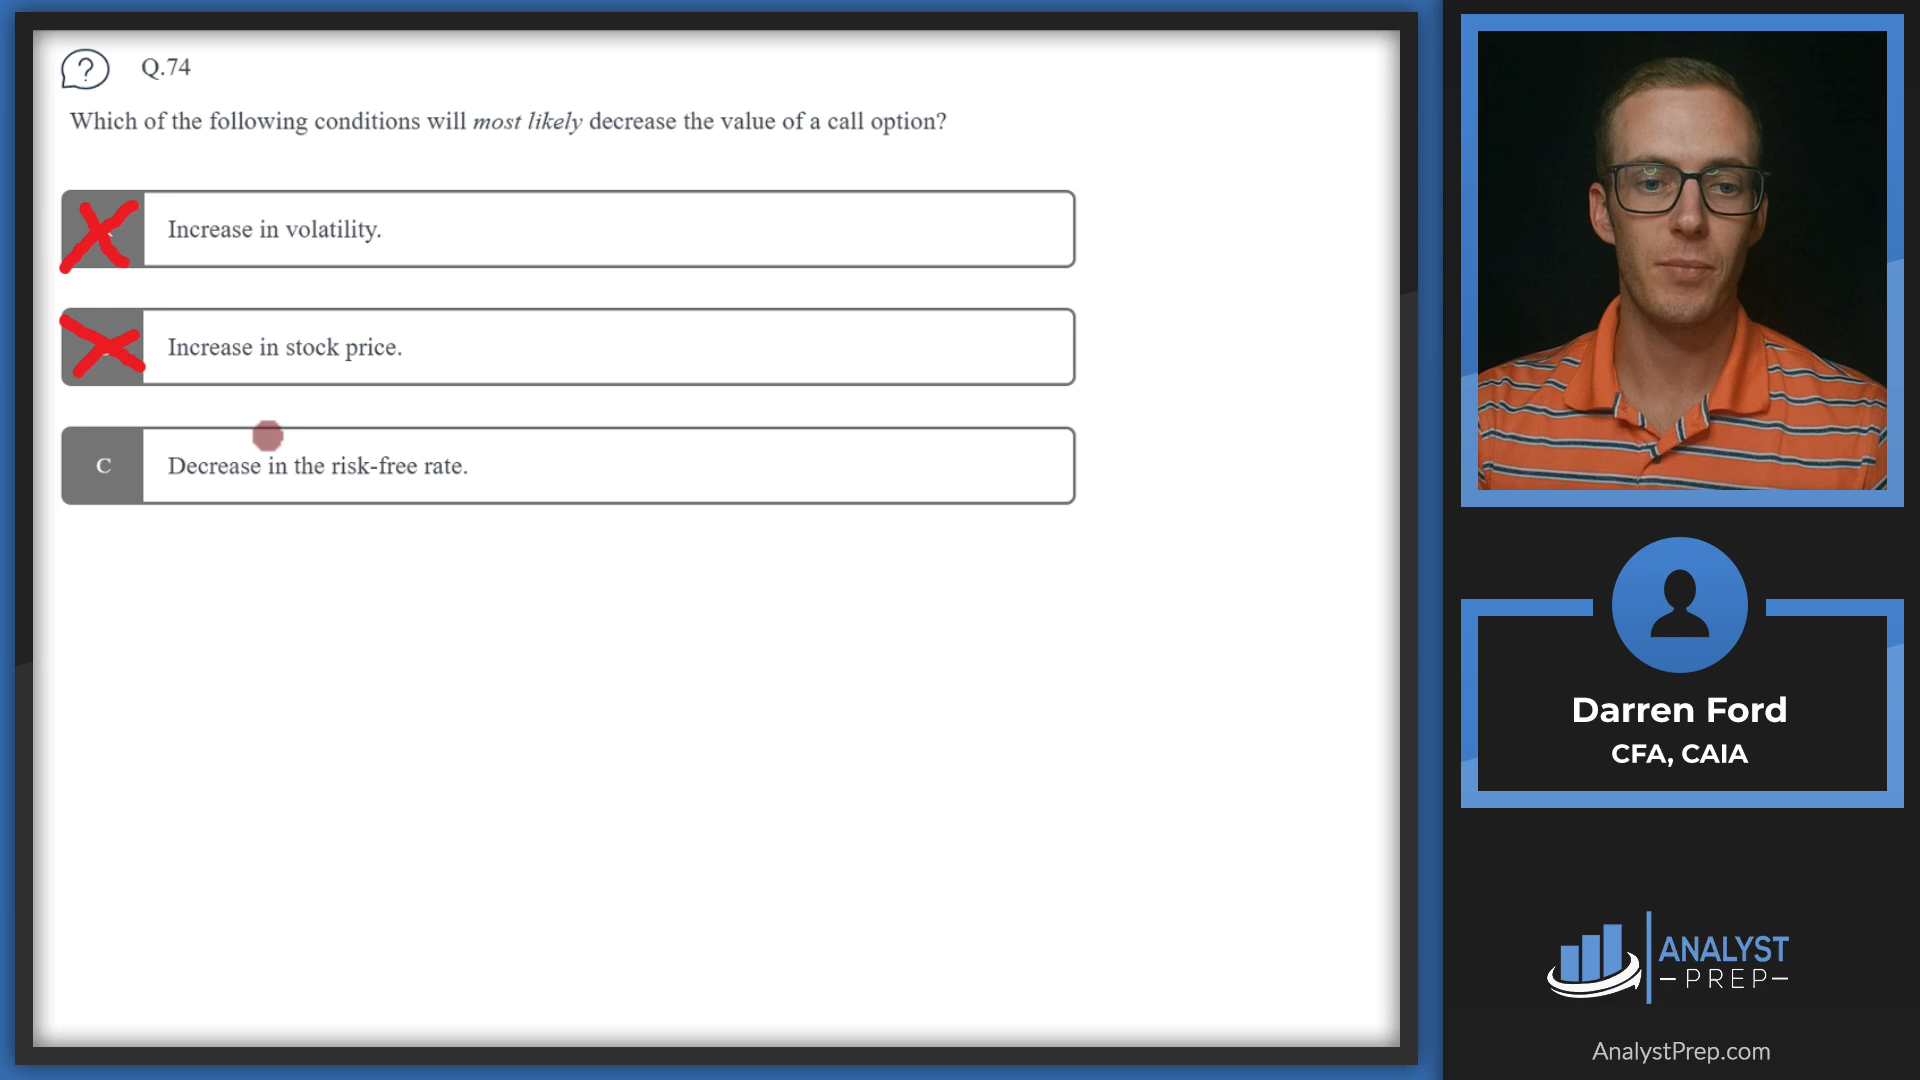 ?
Q.74
Which of the following conditions will most likely decrease the value of a call option?
Increase in volatility.
Increase in stock price.
C
Decrease in the risk-free rate.
Darren Ford
CFA, CAIA
ANALYST
PREP
AnalystPrep.com